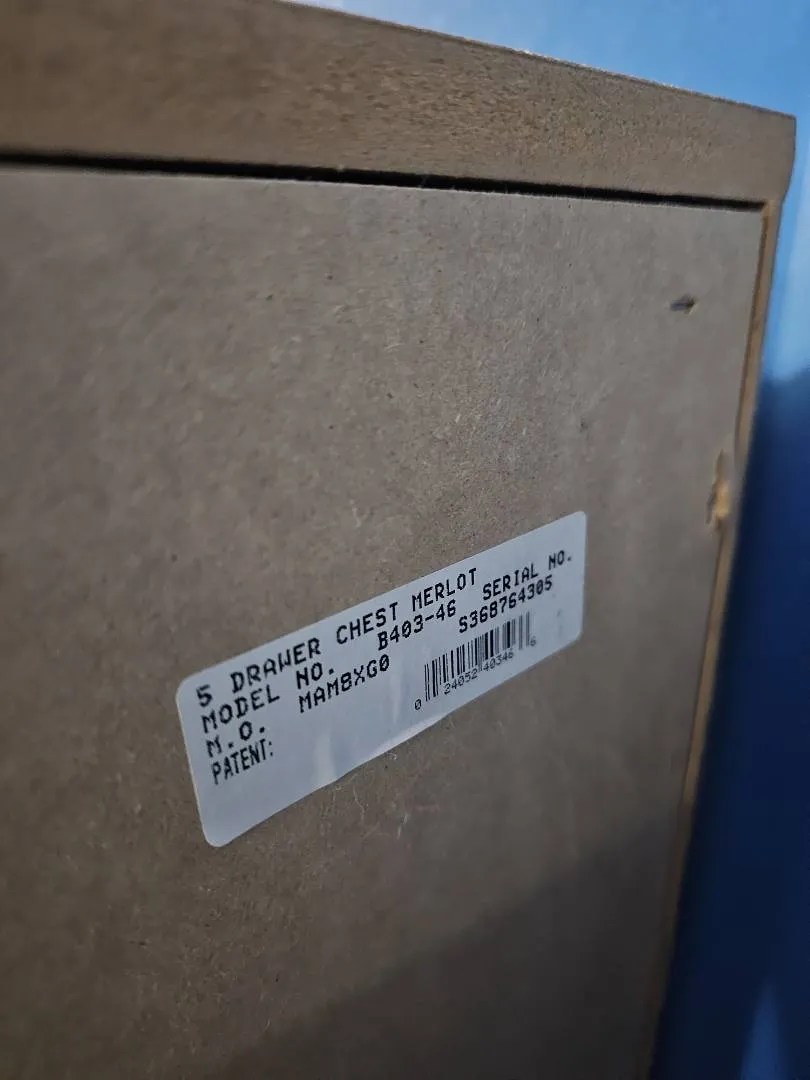 5 DRAWER CHEST MERLOT
MODEL NO. B403-46 SERIAL NO.
M.O. MAM8XG0 S368764305
PATENT:
0 24052 40346 6